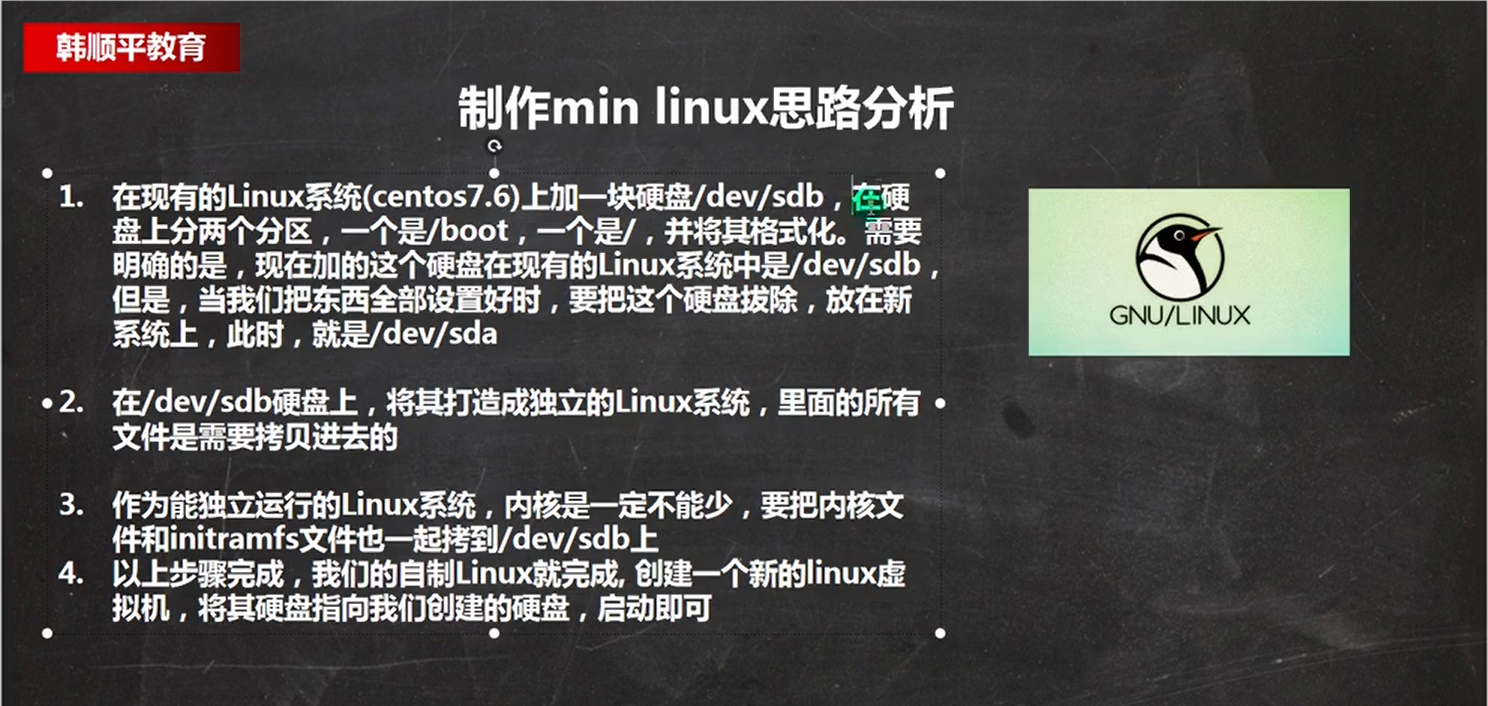 韩顺平教育
制作min linux思路分析
1. 在现有的Linux系统(centos7.6)上加一块硬盘/dev/sdb，在硬
盘上分两个分区，一个是/boot，一个是/，并将其格式化。需要
明确的是，现在加的这个硬盘在现有的Linux系统中是/dev/sdb，
但是，当我们把东西全部设置好时，要把这个硬盘拔除，放在新
系统上，此时，就是/dev/sda
2. 在/dev/sdb硬盘上，将其打造成独立的Linux系统，里面的所有
文件是需要拷贝进去的
3. 作为能独立运行的Linux系统，内核是一定不能少，要把内核文
件和initramfs文件也一起拷到/dev/sdb上
4. 以上步骤完成，我们的自制Linux就完成, 创建一个新的linux虚
拟机，将其硬盘指向我们创建的硬盘，启动即可
GNU/LINUX